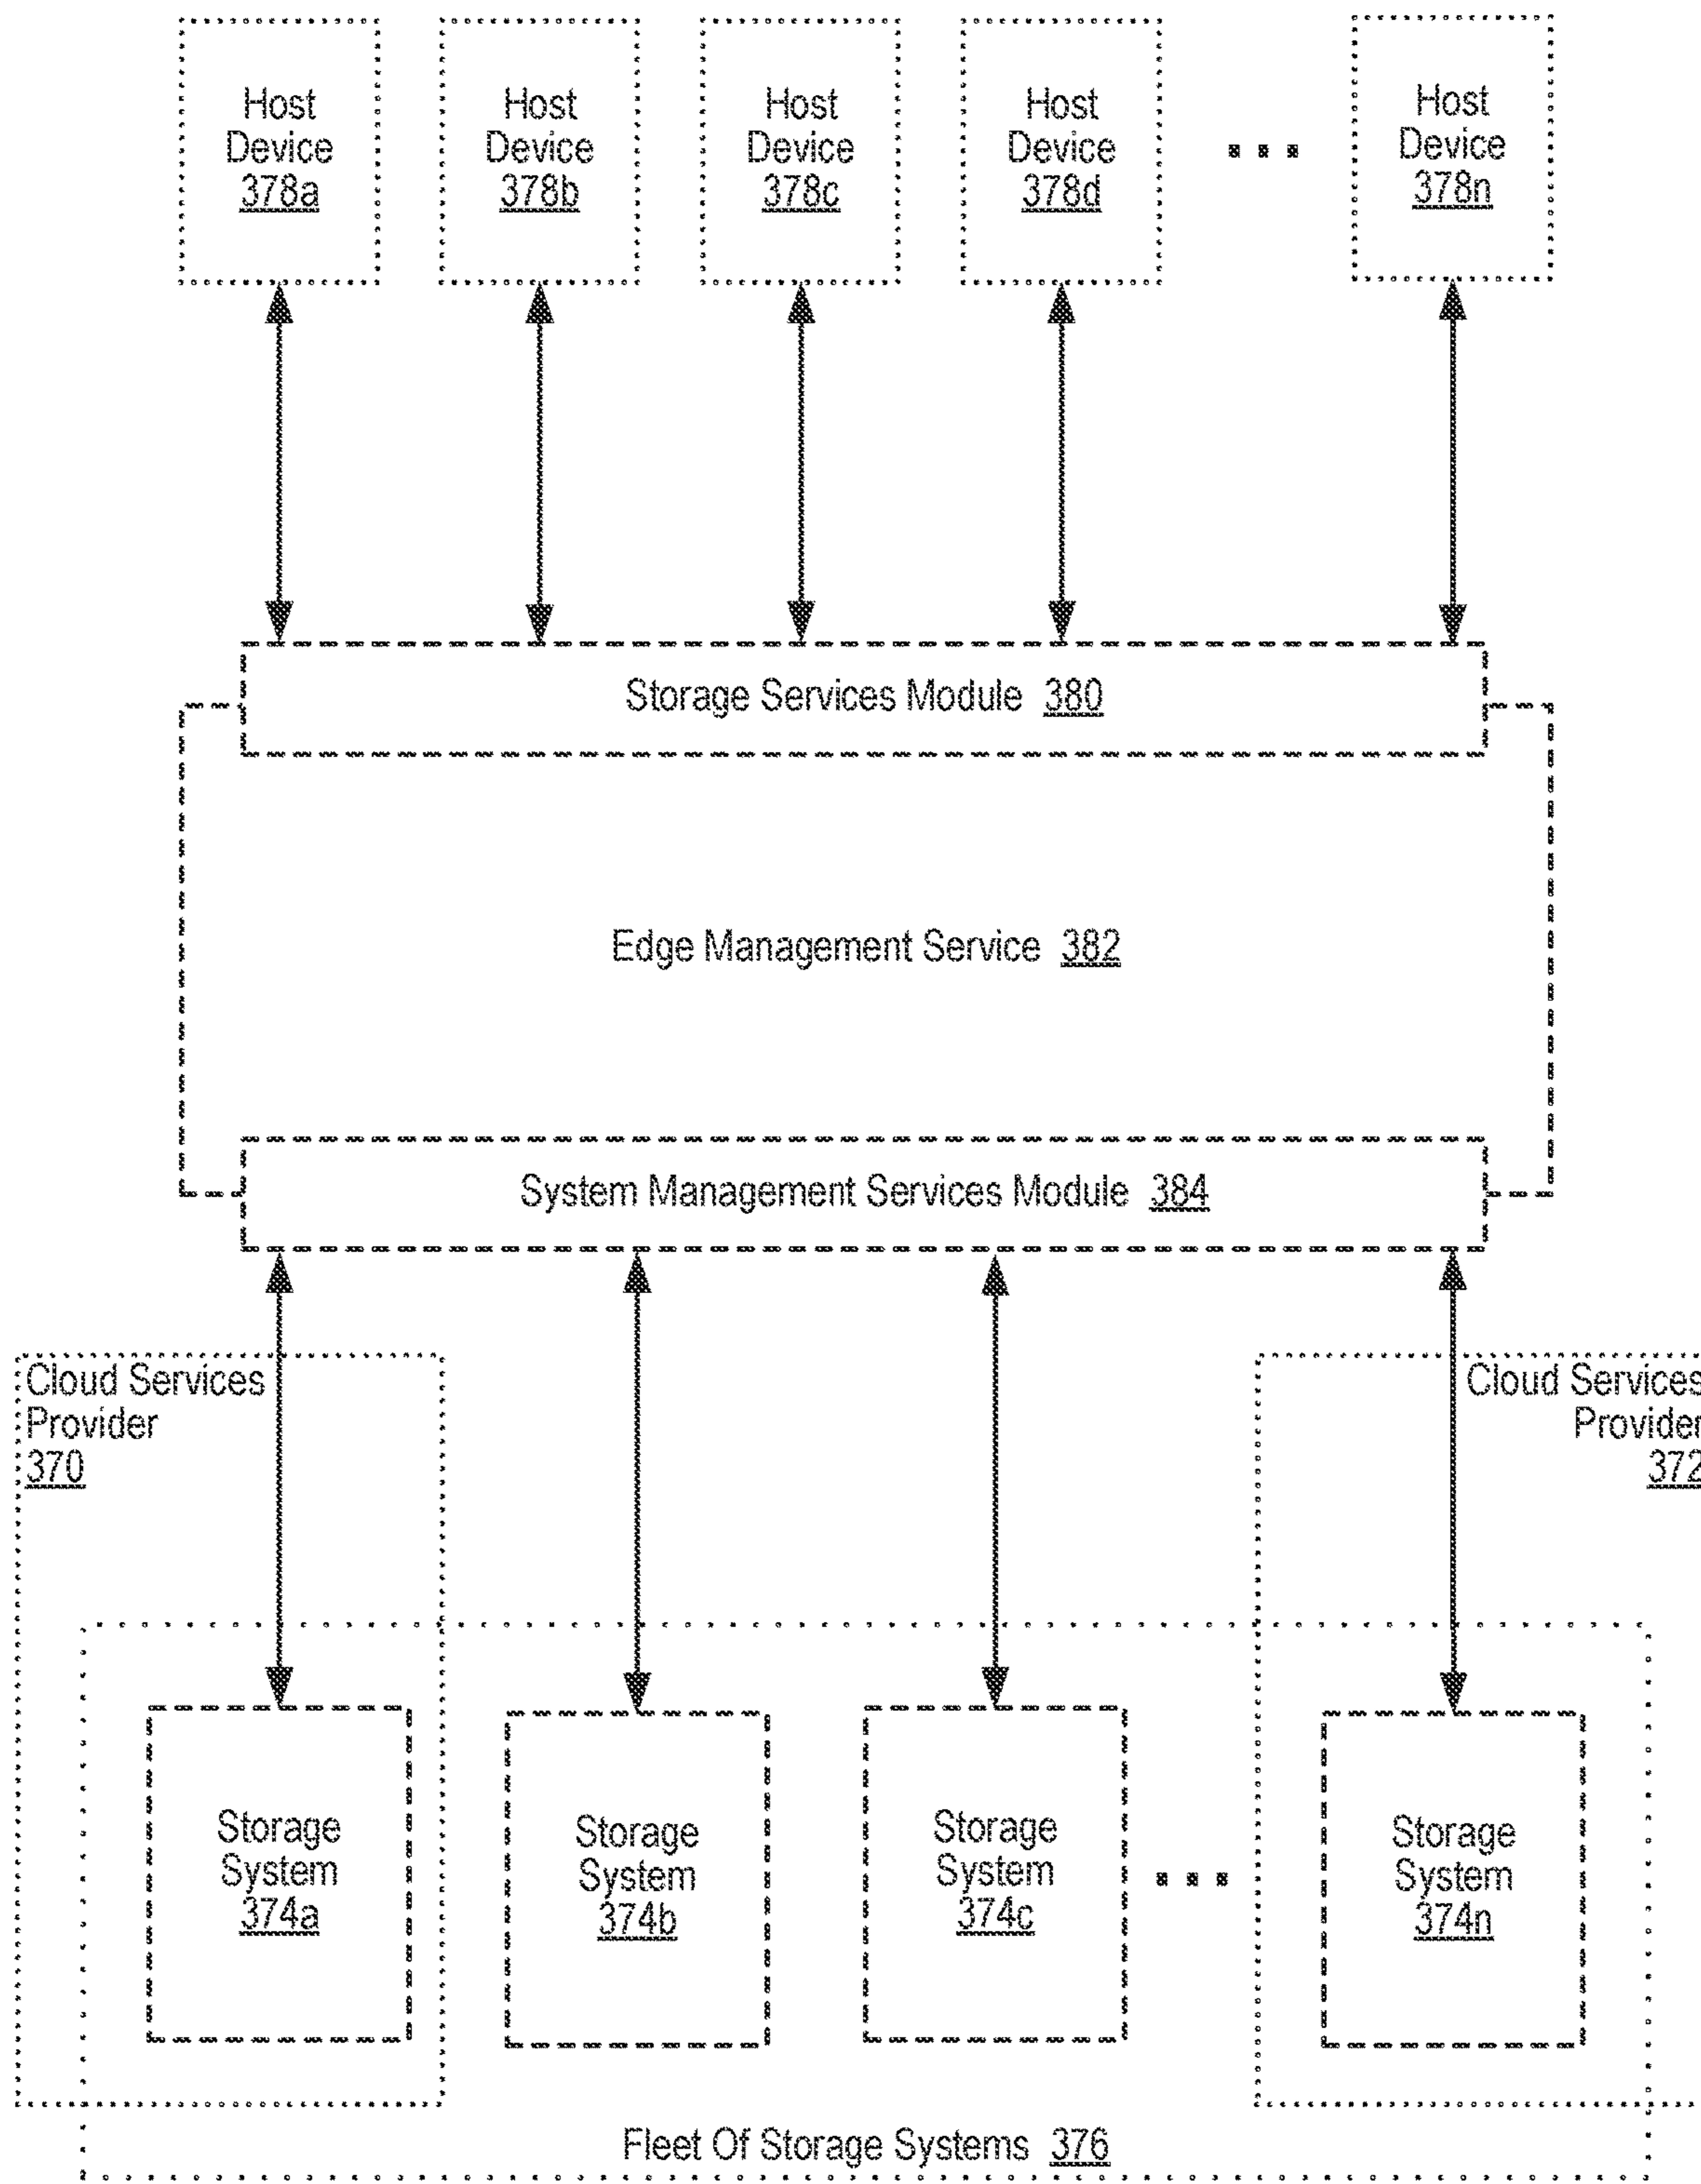 Host
Device
378a
Host
Device
378b
Host
Device
378c
Host
Device
378d
...
Host
Device
378n
Storage Services Module 380
Edge Management Service 382
System Management Services Module 384
Cloud Services
Provider
370
Cloud Services
Provider
372
Storage
System
374a
Storage
System
374b
Storage
System
374c
...
Storage
System
374n
Fleet Of Storage Systems 376